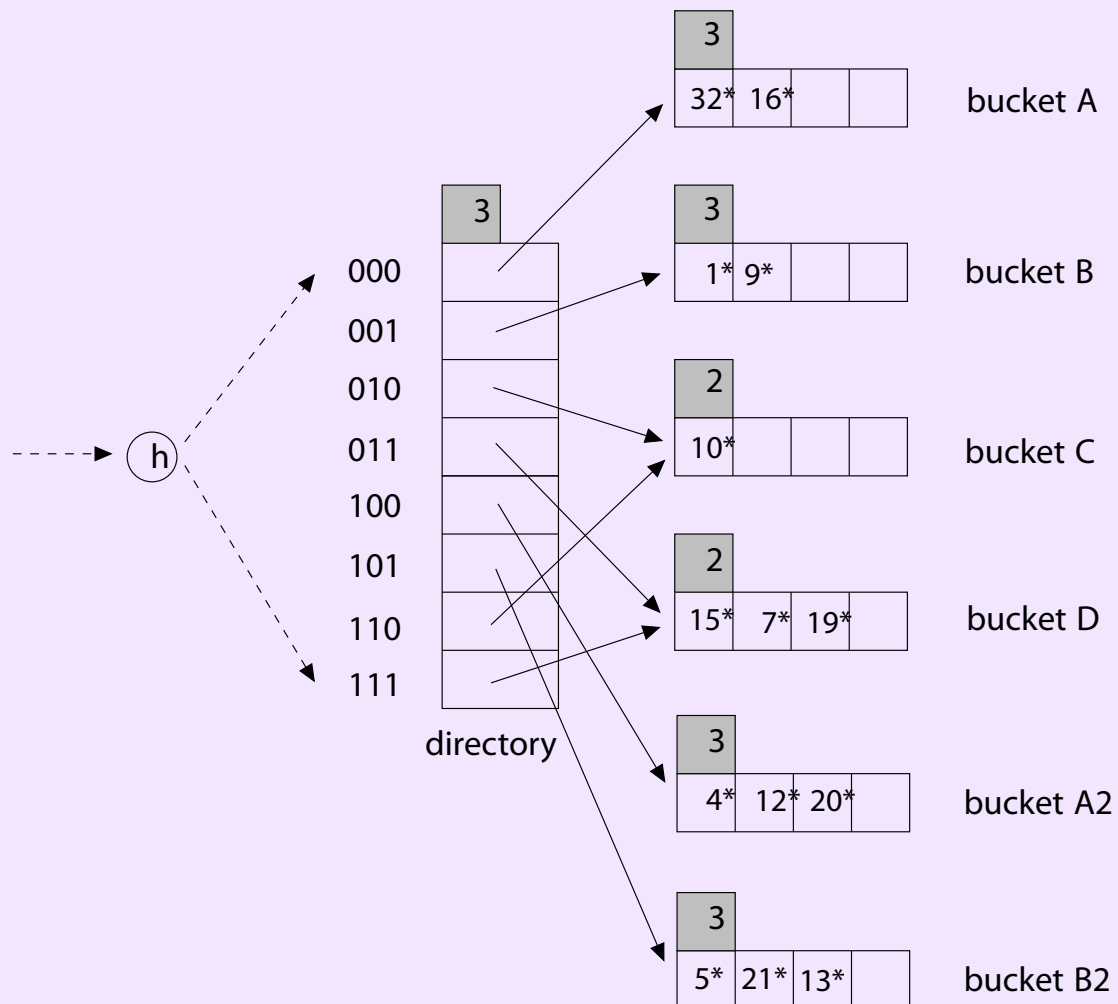 3
32* 16* bucket A
3
3
000 1* 9* bucket B
001
010 2
011 10* bucket C
h
100
101 2
110 15* 7* 19* bucket D
111
directory 3
4* 12* 20* bucket A2
3
5* 21* 13* bucket B2